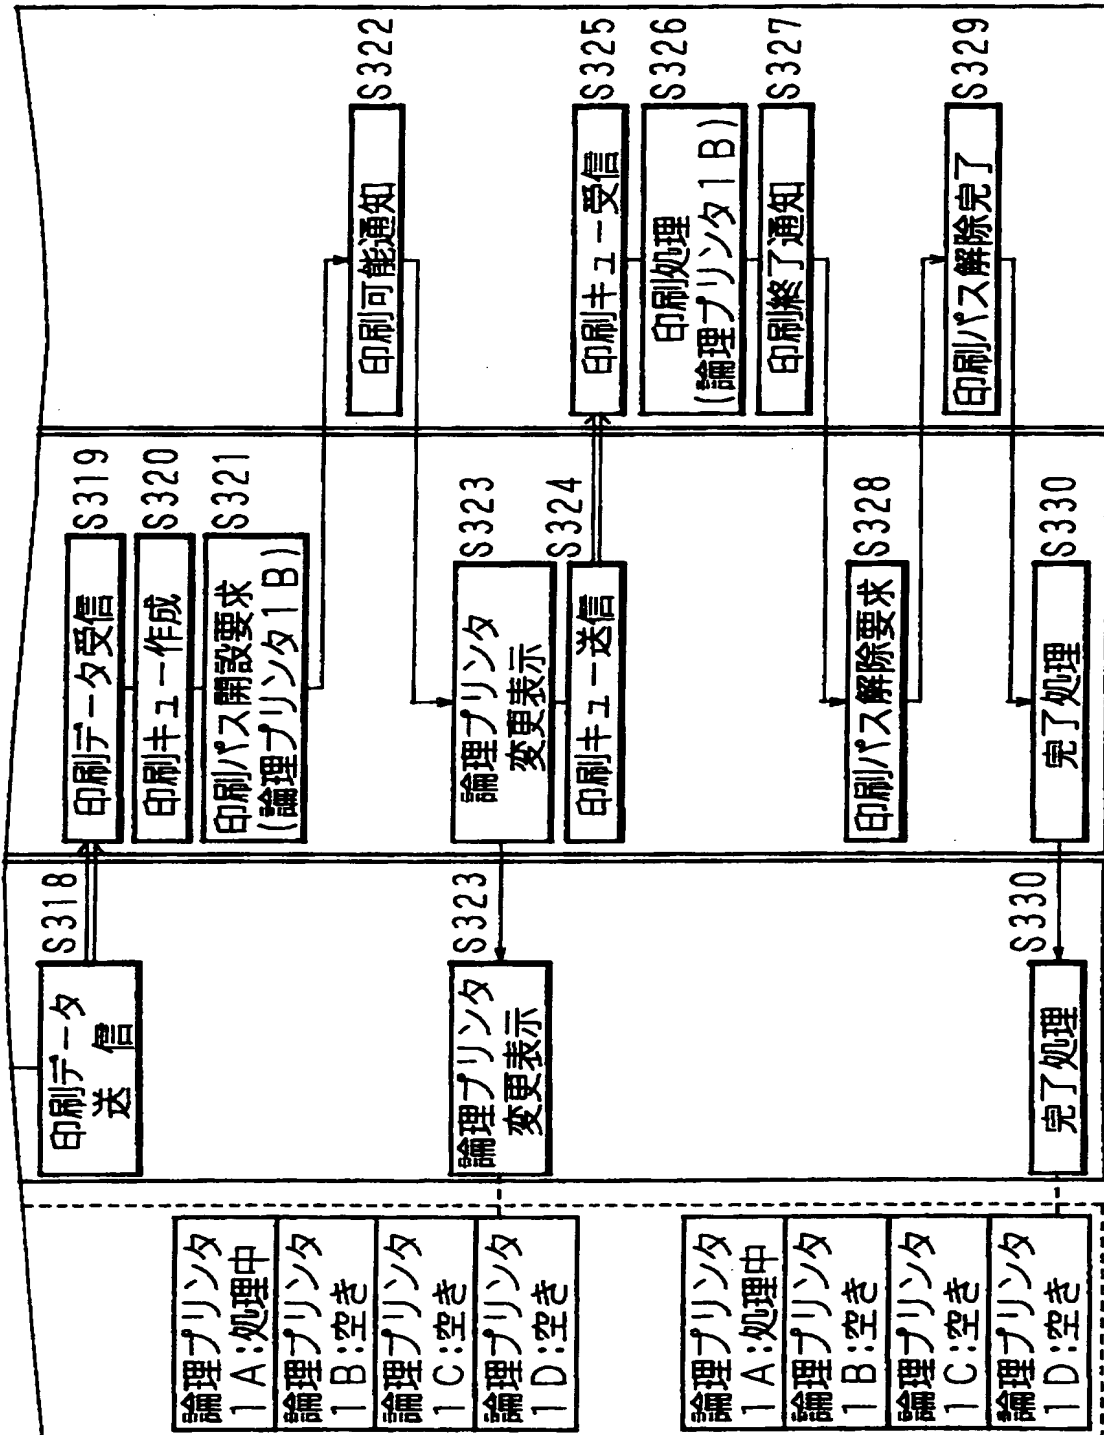 論理プリンタ
1A:処理中
論理プリンタ
1B:空き
論理プリンタ
1C:空き
論理プリンタ
1D:空き
論理プリンタ
1A:処理中
論理プリンタ
1B:空き
論理プリンタ
1C:空き
論理プリンタ
1D:空き
印刷データ
送 信
S318
論理プリンタ
変更表示
S323
完了処理
S330
印刷データ受信
S319
印刷キュー作成
S320
印刷パス開設要求
(論理プリンタ1B)
S321
論理プリンタ
変更表示
S323
印刷キュー送信
S324
印刷パス解除要求
S328
完了処理
S330
印刷可能通知
S322
印刷キュー受信
S325
印刷処理
(論理プリンタ1B)
S326
印刷終了通知
S327
印刷パス解除完了
S329